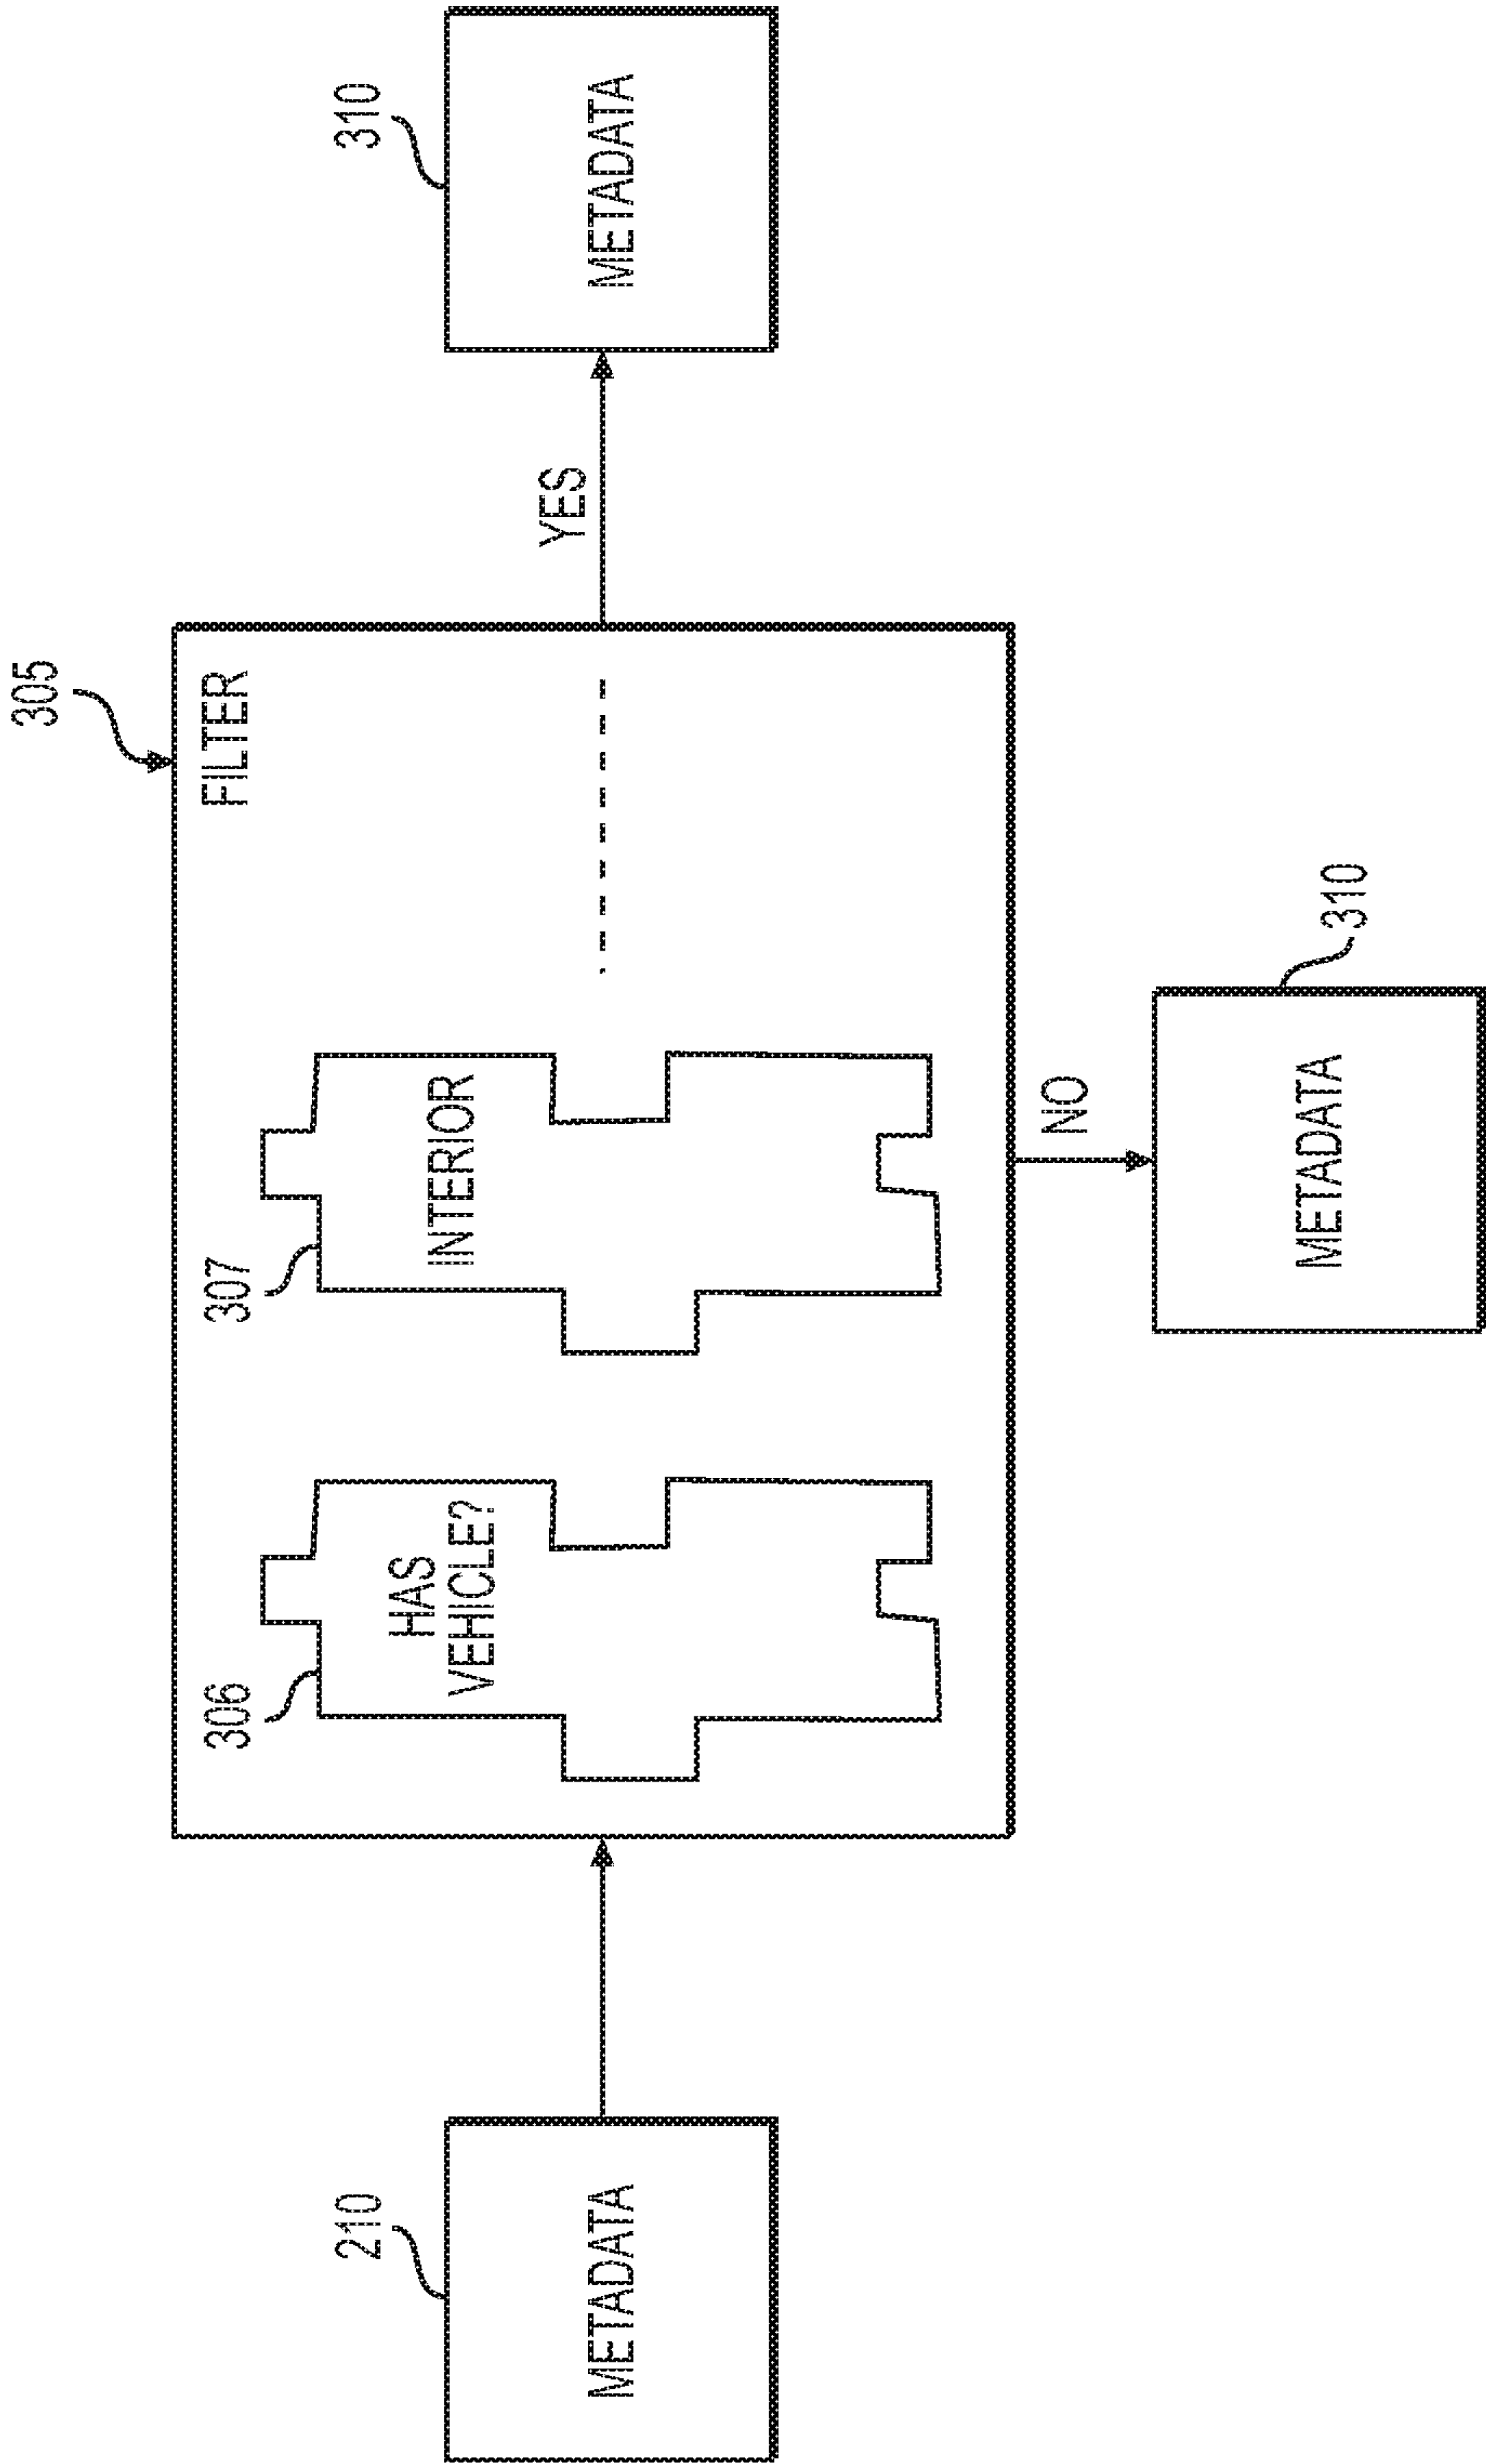 305
FILTER
210
METADATA
306
HAS
VEHICLE?
307
INTERIOR
YES
310
METADATA
NO
METADATA
310